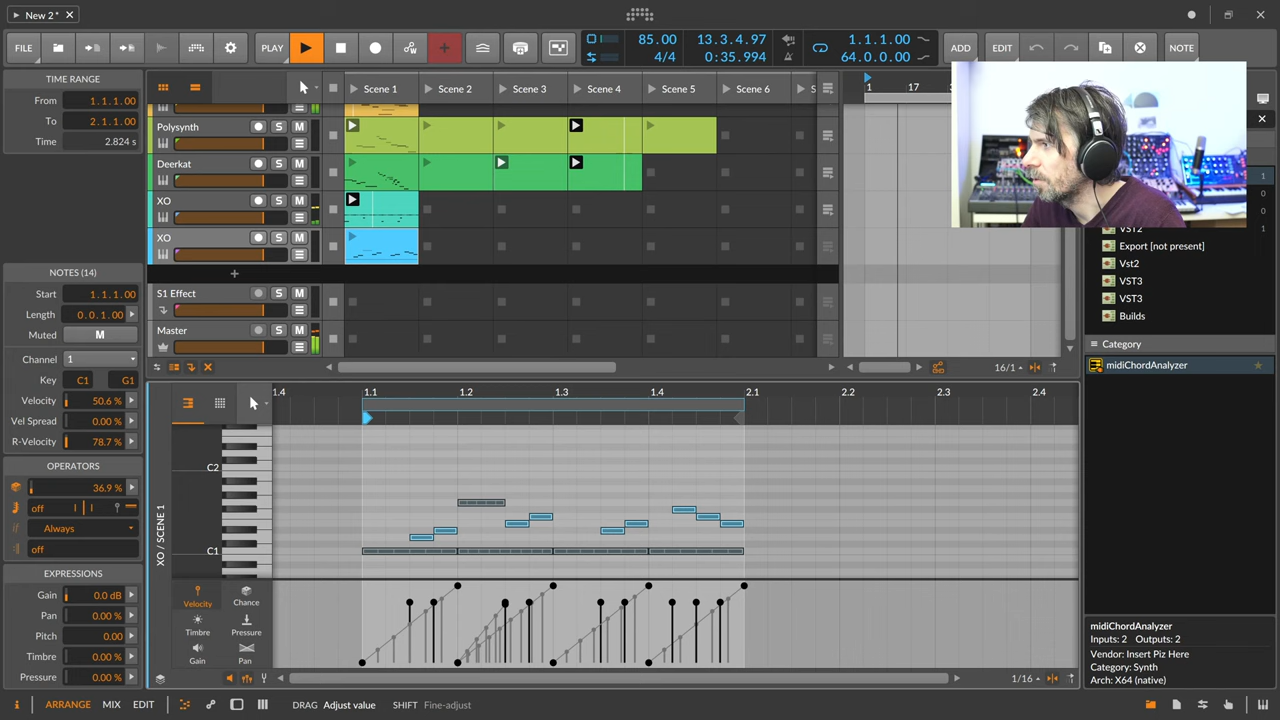 New 2*
FILE
PLAY
85.00
4/4
13.3.4.97
0:35.994
1.1.1.00
64.0.0.00
ADD
EDIT
NOTE
TIME RANGE
From 1.1.1.00
To 2.1.1.00
Time 2.824 s
Scene 1
Scene 2
Scene 3
Scene 4
Scene 5
Scene 6
1
17
Polysynth
S M
Deerkat
S M
XO
S M
XO
S M
+
S1 Effect
S M
Master
S M
16/1
NOTES (14)
Start 1.1.1.00
Length 0.0.1.00
Muted M
Channel 1
Key C1 G1
Velocity 50.6 %
Vel Spread 0.00 %
R-Velocity 78.7 %
OPERATORS
36.9 %
off
Always
off
EXPRESSIONS
Gain 0.0 dB
Pan 0.00 %
Pitch 0.00
Timbre 0.00 %
Pressure 0.00 %
1.4
1.1
1.2
1.3
1.4
2.1
2.2
2.3
2.4
C2
C1
XO / SCENE 1
Velocity
Chance
Timbre
Pressure
Gain
Pan
1/16
1
0
0
VST2
1
Export [not present]
Vst2
VST3
VST3
Builds
Category
midiChordAnalyzer
midiChordAnalyzer
Inputs: 2 Outputs: 2
Vendor: Insert Piz Here
Category: Synth
Arch: X64 (native)
ARRANGE
MIX
EDIT
DRAG Adjust value
SHIFT Fine-adjust